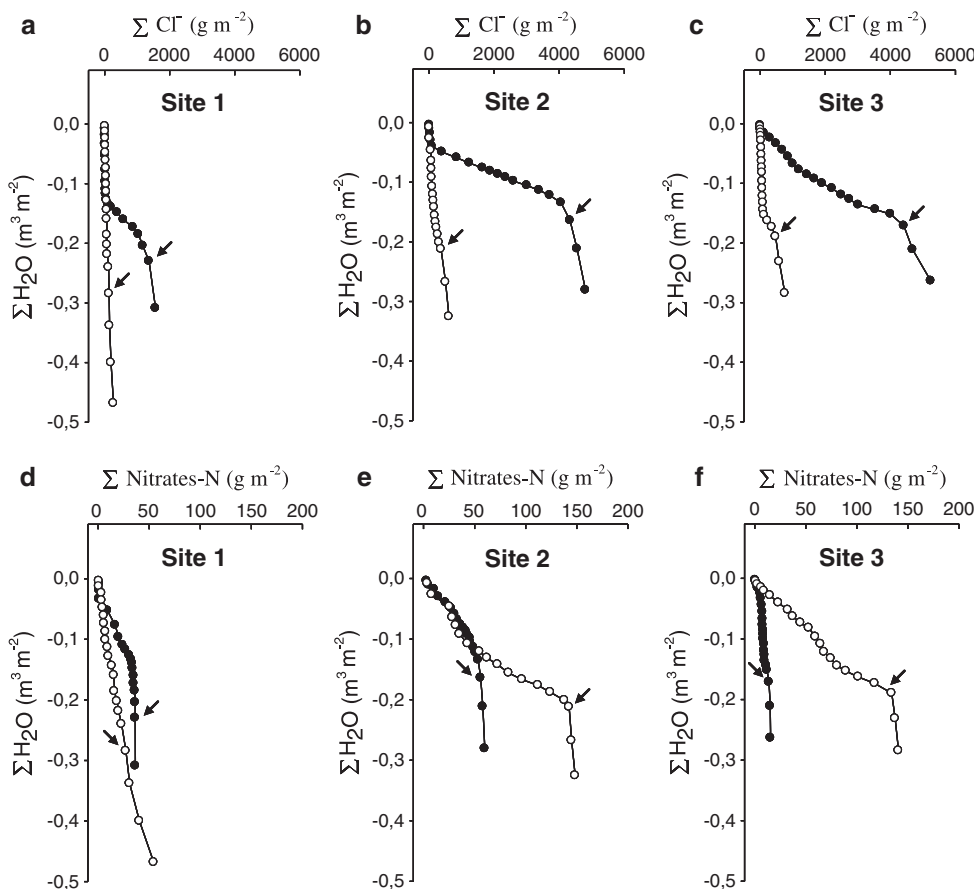 a
∑ Cl⁻ (g m⁻²)
0 2000 4000 6000
Site 1
0,0
-0,1
-0,2
-0,3
-0,4
-0,5
∑H₂O (m³ m⁻²)
b
∑ Cl⁻ (g m⁻²)
0 2000 4000 6000
Site 2
0,0
-0,1
-0,2
-0,3
-0,4
-0,5
∑H₂O (m³ m⁻²)
c
∑ Cl⁻ (g m⁻²)
0 2000 4000 6000
Site 3
0,0
-0,1
-0,2
-0,3
-0,4
-0,5
∑H₂O (m³ m⁻²)
d
∑ Nitrates-N (g m⁻²)
0 50 100 150 200
Site 1
0,0
-0,1
-0,2
-0,3
-0,4
-0,5
∑H₂O (m³ m⁻²)
e
∑ Nitrates-N (g m⁻²)
0 50 100 150 200
Site 2
0,0
-0,1
-0,2
-0,3
-0,4
-0,5
∑H₂O (m³ m⁻²)
f
∑ Nitrates-N (g m⁻²)
0 50 100 150 200
Site 3
0,0
-0,1
-0,2
-0,3
-0,4
-0,5
∑H₂O (m³ m⁻²)